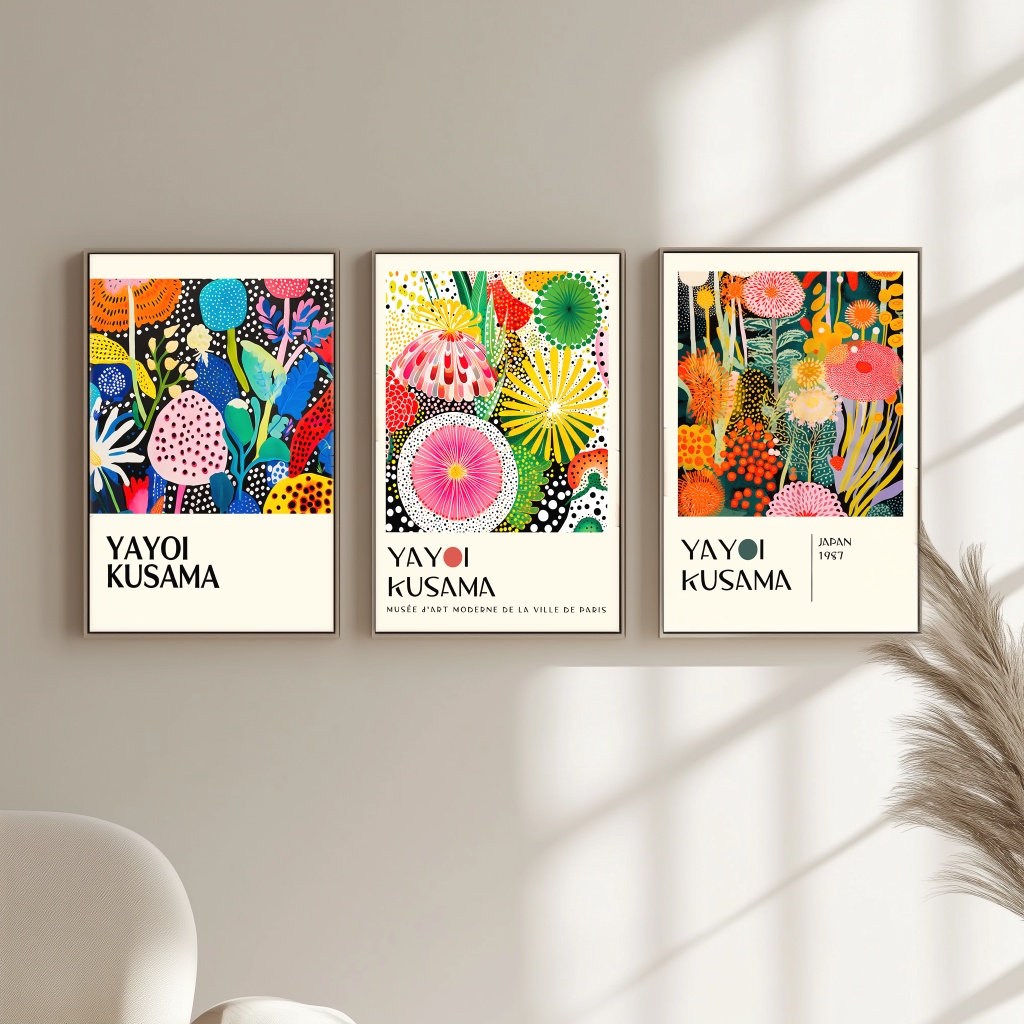 YAYOI
KUSAMA
YAYOI
KUSAMA
MUSÉE d'ART MODERNE DE LA VILLE DE PARIS
YAYOI
KUSAMA
JAPAN
1987